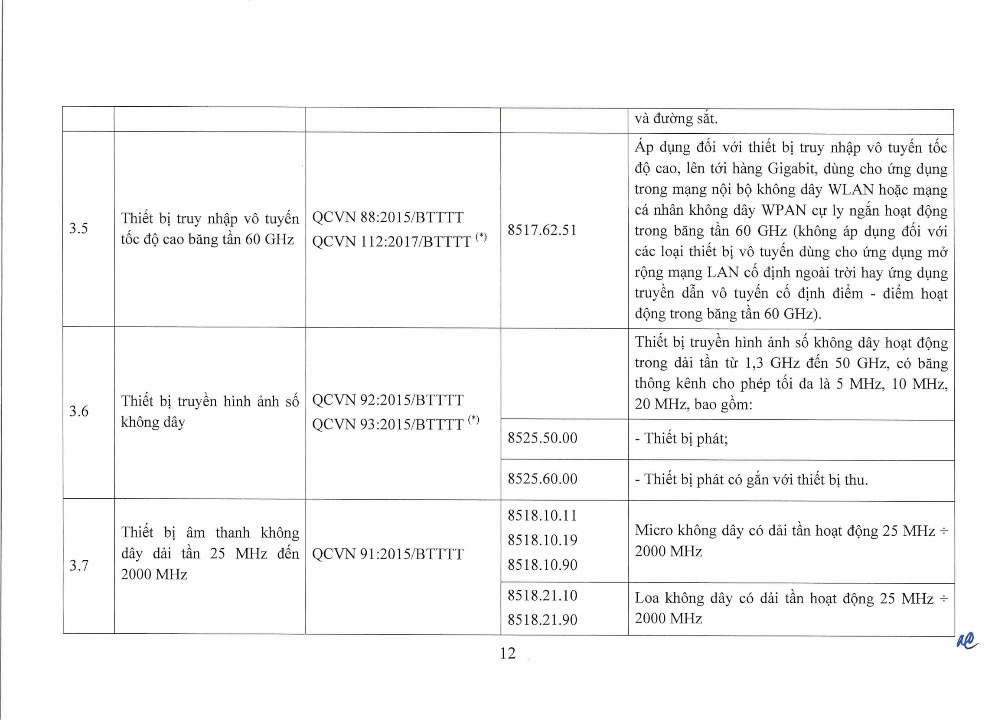 và đường sắt.
3.5
Thiết bị truy nhập vô tuyến
tốc độ cao băng tần 60 GHz
QCVN 88:2015/BTTTT
QCVN 112:2017/BTTTT (*)
8517.62.51
Áp dụng đối với thiết bị truy nhập vô tuyến tốc
độ cao, lên tới hàng Gigabit, dùng cho ứng dụng
trong mạng nội bộ không dây WLAN hoặc mạng
cá nhân không dây WPAN cự ly ngắn hoạt động
trong băng tần 60 GHz (không áp dụng đối với
các loại thiết bị vô tuyến dùng cho ứng dụng mở
rộng mạng LAN cố định ngoài trời hay ứng dụng
truyền dẫn vô tuyến cố định điểm - điểm hoạt
động trong băng tần 60 GHz).
3.6
Thiết bị truyền hình ảnh số
không dây
QCVN 92:2015/BTTTT
QCVN 93:2015/BTTTT (*)
Thiết bị truyền hình ảnh số không dây hoạt động
trong dải tần từ 1,3 GHz đến 50 GHz, có băng
thông kênh cho phép tối đa là 5 MHz, 10 MHz,
20 MHz, bao gồm:
8525.50.00
- Thiết bị phát;
8525.60.00
- Thiết bị phát có gắn với thiết bị thu.
3.7
Thiết bị âm thanh không
dây dải tần 25 MHz đến
2000 MHz
QCVN 91:2015/BTTTT
8518.10.11
8518.10.19
8518.10.90
Micro không dây có dải tần hoạt động 25 MHz ÷
2000 MHz
8518.21.10
8518.21.90
Loa không dây có dải tần hoạt động 25 MHz ÷
2000 MHz
12